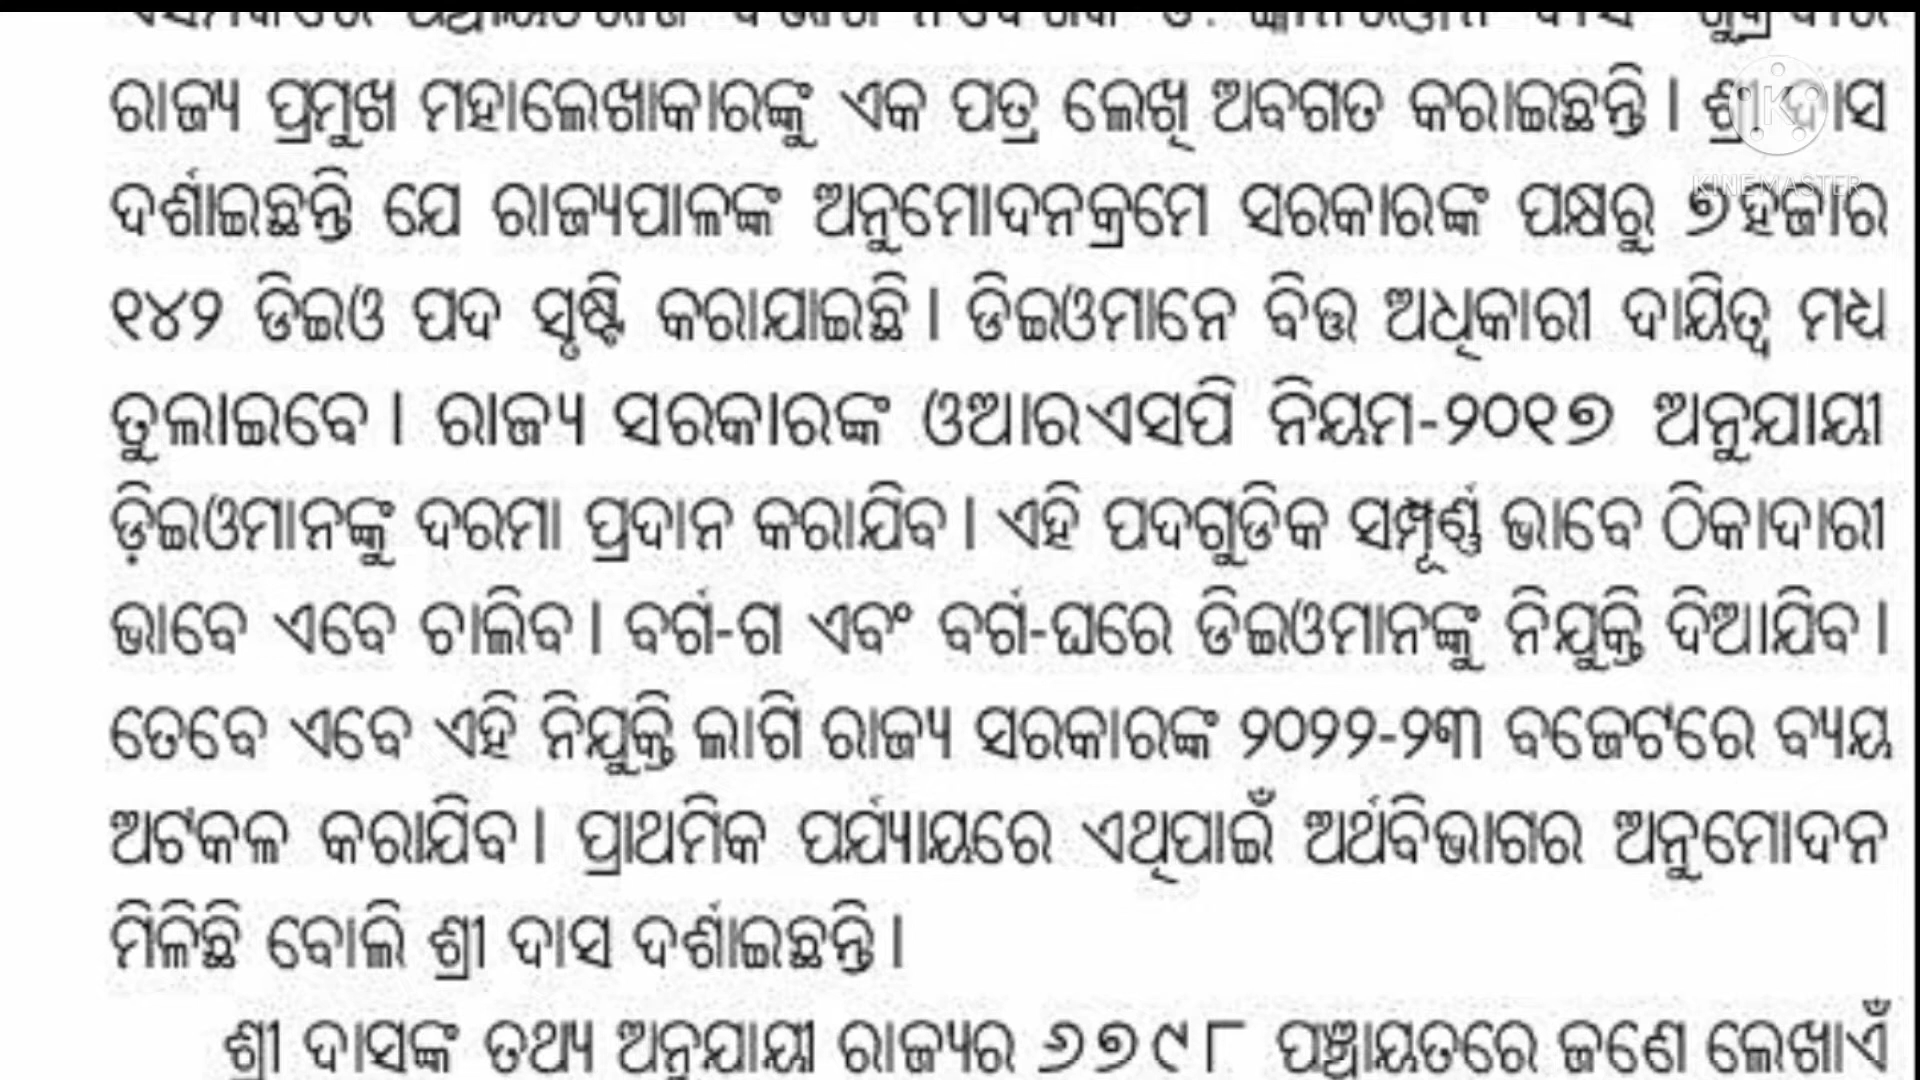 ରାଜ୍ୟ ପ୍ରମୁଖ ମହାଲେଖାକାରଙ୍କୁ ଏକ ପତ୍ର ଲେଖି ଅବଗତ କରାଇଛନ୍ତି । ଶ୍ରୀ ଦାସ
KINEMASTER
ଦର୍ଶାଇଛନ୍ତି ଯେ ରାଜ୍ୟପାଳଙ୍କ ଅନୁମୋଦନକ୍ରମେ ସରକାରଙ୍କ ପକ୍ଷରୁ ୭ହଜାର
୧୪୨ ଡିଇଓ ପଦ ସୃଷ୍ଟି କରାଯାଇଛି । ଡିଇଓମାନେ ବିତ୍ତ ଅଧିକାରୀ ଦାୟିତ୍ୱ ମଧ୍ୟ
ତୁଲାଇବେ । ରାଜ୍ୟ ସରକାରଙ୍କ ଓଆରଏସପି ନିୟମ-୨୦୧୭ ଅନୁଯାୟୀ
ଡ଼ିଇଓମାନଙ୍କୁ ଦରମା ପ୍ରଦାନ କରାଯିବ । ଏହି ପଦଗୁଡିକ ସମ୍ପୂର୍ଣ୍ଣ ଭାବେ ଠିକାଦାରୀ
ଭାବେ ଏବେ ଚାଲିବ । ବର୍ଗ-ଗ ଏବଂ ବର୍ଗ-ଘରେ ଡିଇଓମାନଙ୍କୁ ନିଯୁକ୍ତି ଦିଆଯିବ ।
ତେବେ ଏବେ ଏହି ନିଯୁକ୍ତି ଲାଗି ରାଜ୍ୟ ସରକାରଙ୍କ ୨୦୨୨-୨୩ ବଜେଟରେ ବ୍ୟୟ
ଅଟକଳ କରାଯିବ । ପ୍ରାଥମିକ ପର୍ଯ୍ୟାୟରେ ଏଥିପାଇଁ ଅର୍ଥବିଭାଗର ଅନୁମୋଦନ
ମିଳିଛି ବୋଲି ଶ୍ରୀ ଦାସ ଦର୍ଶାଇଛନ୍ତି ।
ଶ୍ରୀ ଦାସଙ୍କ ତଥ୍ୟ ଅନୁଯାୟୀ ରାଜ୍ୟର ୬୭୯୮ ପଞ୍ଚାୟତରେ ଜଣେ ଲେଖାଏଁ